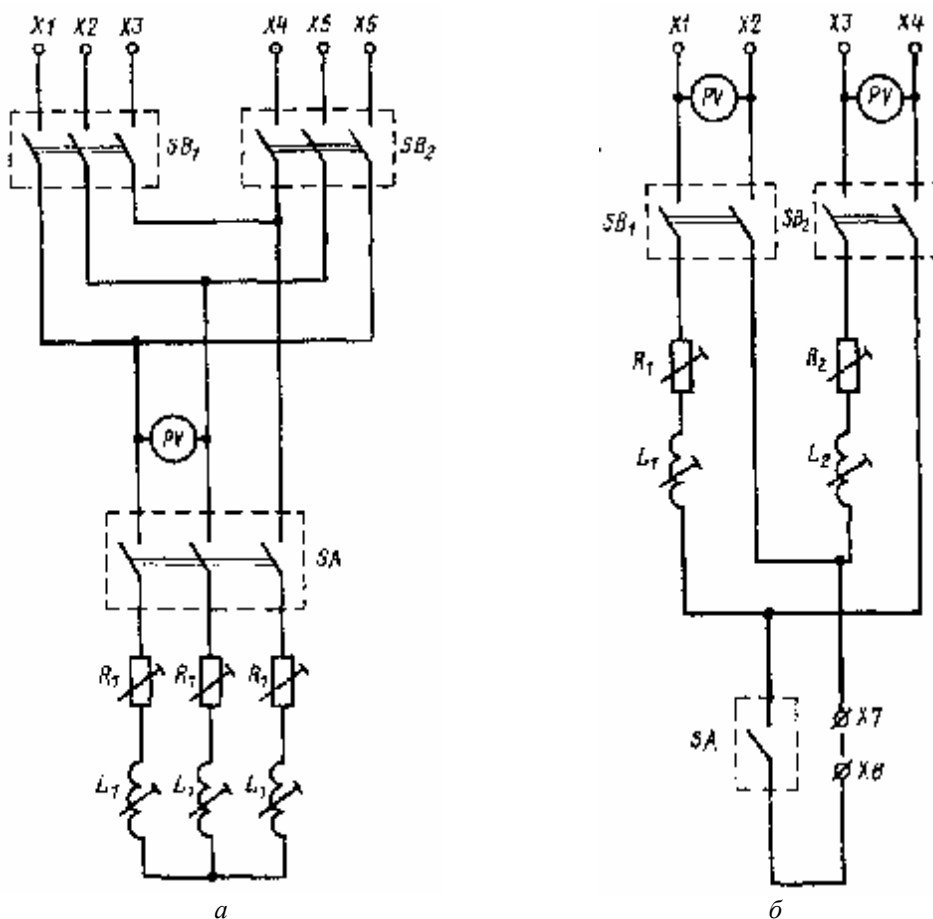 X1 X2 X3 X4 X5 X5 X1 X2 X3 X4
PV PV
SB₁ SB₂ SB₁ SB₂
R₁ R₂
PV L₁ L₂
SA
R₁ R₁ R₁
SA X7
L₁ L₁ L₁ X8
а б